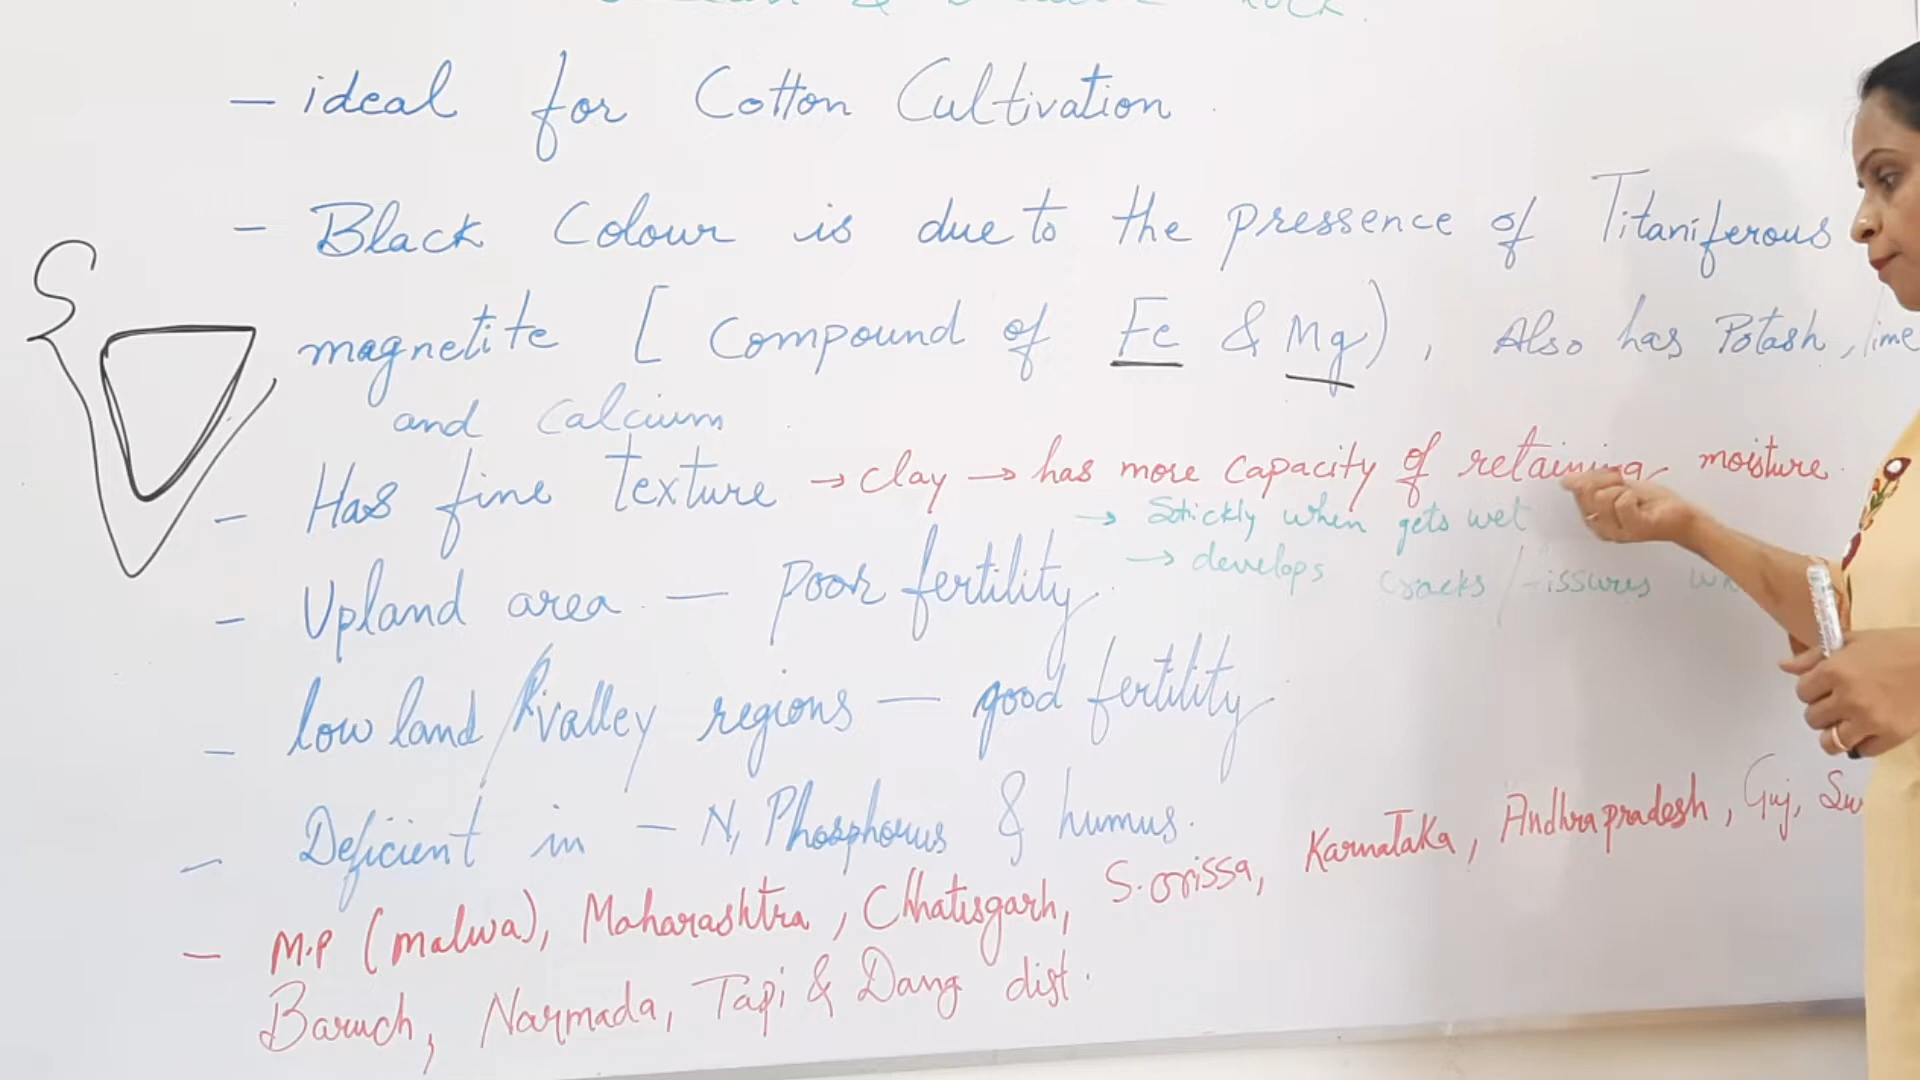 &
rock.
- ideal for Cotton Cultivation
- Black Colour is due to the pressence of Titaniferous
magnetite [ Compound of Fe & Mg) , Also has Potash , lime
and Calcium
- Has fine texture → clay → has more capacity of retaining moisture
→ Stickly when gets wet
- Upland area - poor fertility
→ develops cracks/fissures
- low land / valley regions - good fertility
- Deficient in - N, Phosphorus & humus.
- M.P (malwa), Maharashtra, Chhatisgarh, S. orissa, Karnataka, Andhrapradesh, Guj,
Baruch, Narmada, Tapi & Dang dist.